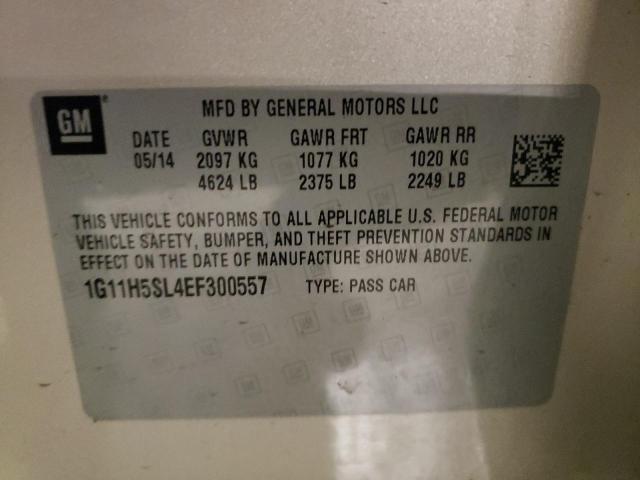 GM MFD BY GENERAL MOTORS LLC
DATE GVWR GAWR FRT GAWR RR
05/14 2097 KG 1077 KG 1020 KG
4624 LB 2375 LB 2249 LB
THIS VEHICLE CONFORMS TO ALL APPLICABLE U.S. FEDERAL MOTOR
VEHICLE SAFETY, BUMPER, AND THEFT PREVENTION STANDARDS IN
EFFECT ON THE DATE OF MANUFACTURE SHOWN ABOVE.
1G11H5SL4EF300557 TYPE: PASS CAR